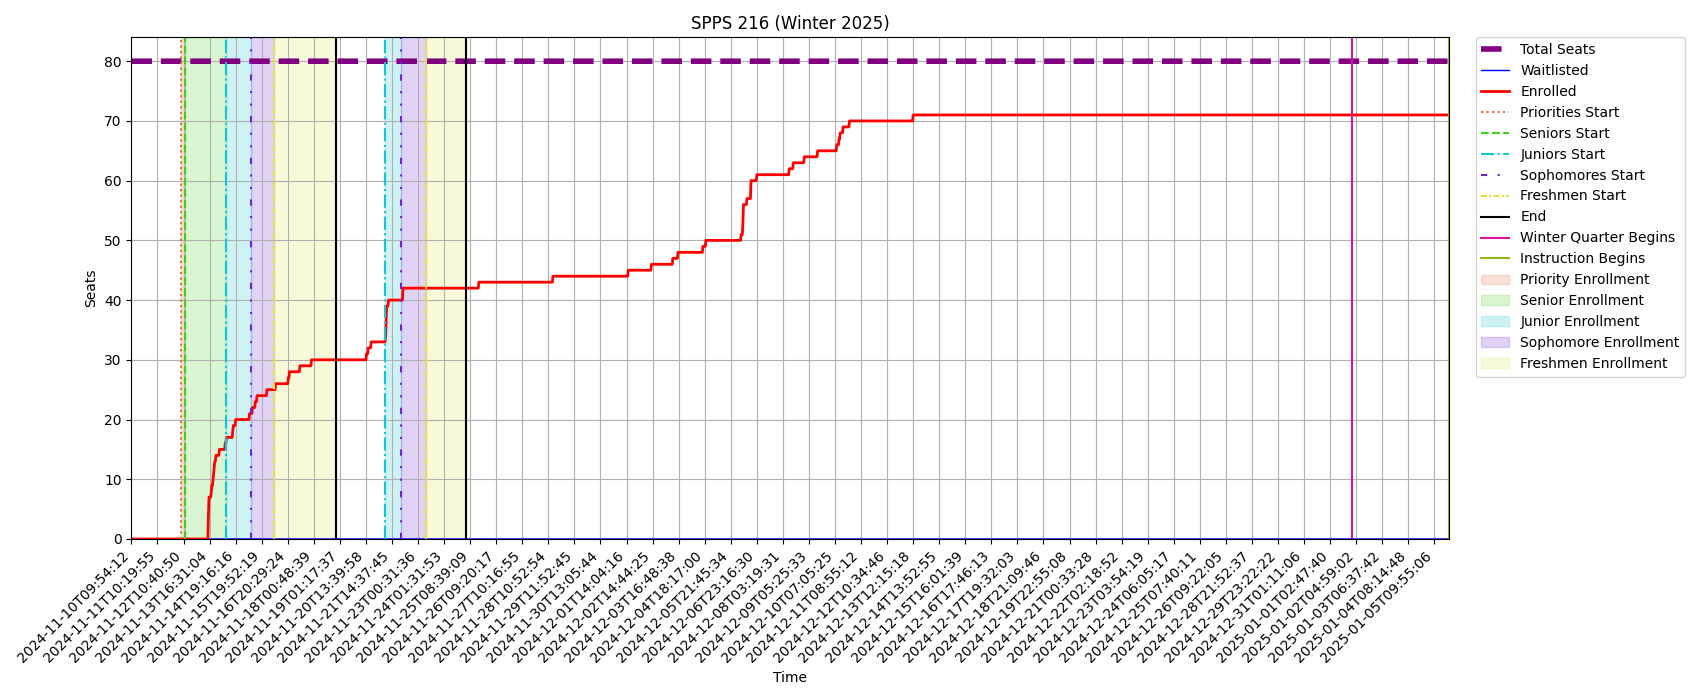 SPPS 216 (Winter 2025)
Seats
80
70
60
50
40
30
20
10
0
2024-11-10T09:54:12
2024-11-11T10:19:55
2024-11-12T10:40:50
2024-11-13T16:31:04
2024-11-14T19:16:16
2024-11-15T19:52:19
2024-11-16T20:29:24
2024-11-18T00:48:39
2024-11-19T01:17:37
2024-11-20T13:39:58
2024-11-21T14:37:45
2024-11-23T00:31:36
2024-11-24T01:31:53
2024-11-25T08:39:09
2024-11-26T09:20:17
2024-11-27T10:16:55
2024-11-28T10:52:54
2024-11-29T11:52:45
2024-11-30T13:05:44
2024-12-01T14:04:16
2024-12-02T14:44:25
2024-12-03T16:48:38
2024-12-04T18:17:00
2024-12-05T21:45:34
2024-12-06T23:16:30
2024-12-08T03:19:31
2024-12-09T05:25:33
2024-12-10T07:05:25
2024-12-11T08:55:12
2024-12-12T10:34:46
2024-12-13T12:15:18
2024-12-14T13:52:55
2024-12-15T16:01:39
2024-12-16T17:46:13
2024-12-17T19:32:03
2024-12-18T21:09:46
2024-12-19T22:55:08
2024-12-21T00:33:28
2024-12-22T02:18:52
2024-12-23T03:54:19
2024-12-24T06:05:17
2024-12-25T07:40:11
2024-12-26T09:22:05
2024-12-28T21:52:37
2024-12-29T23:22:22
2024-12-31T01:11:06
2025-01-01T02:47:40
2025-01-02T04:59:02
2025-01-03T06:37:42
2025-01-04T08:14:48
2025-01-05T09:55:06
Time
Total Seats
Waitlisted
Enrolled
Priorities Start
Seniors Start
Juniors Start
Sophomores Start
Freshmen Start
End
Winter Quarter Begins
Instruction Begins
Priority Enrollment
Senior Enrollment
Junior Enrollment
Sophomore Enrollment
Freshmen Enrollment